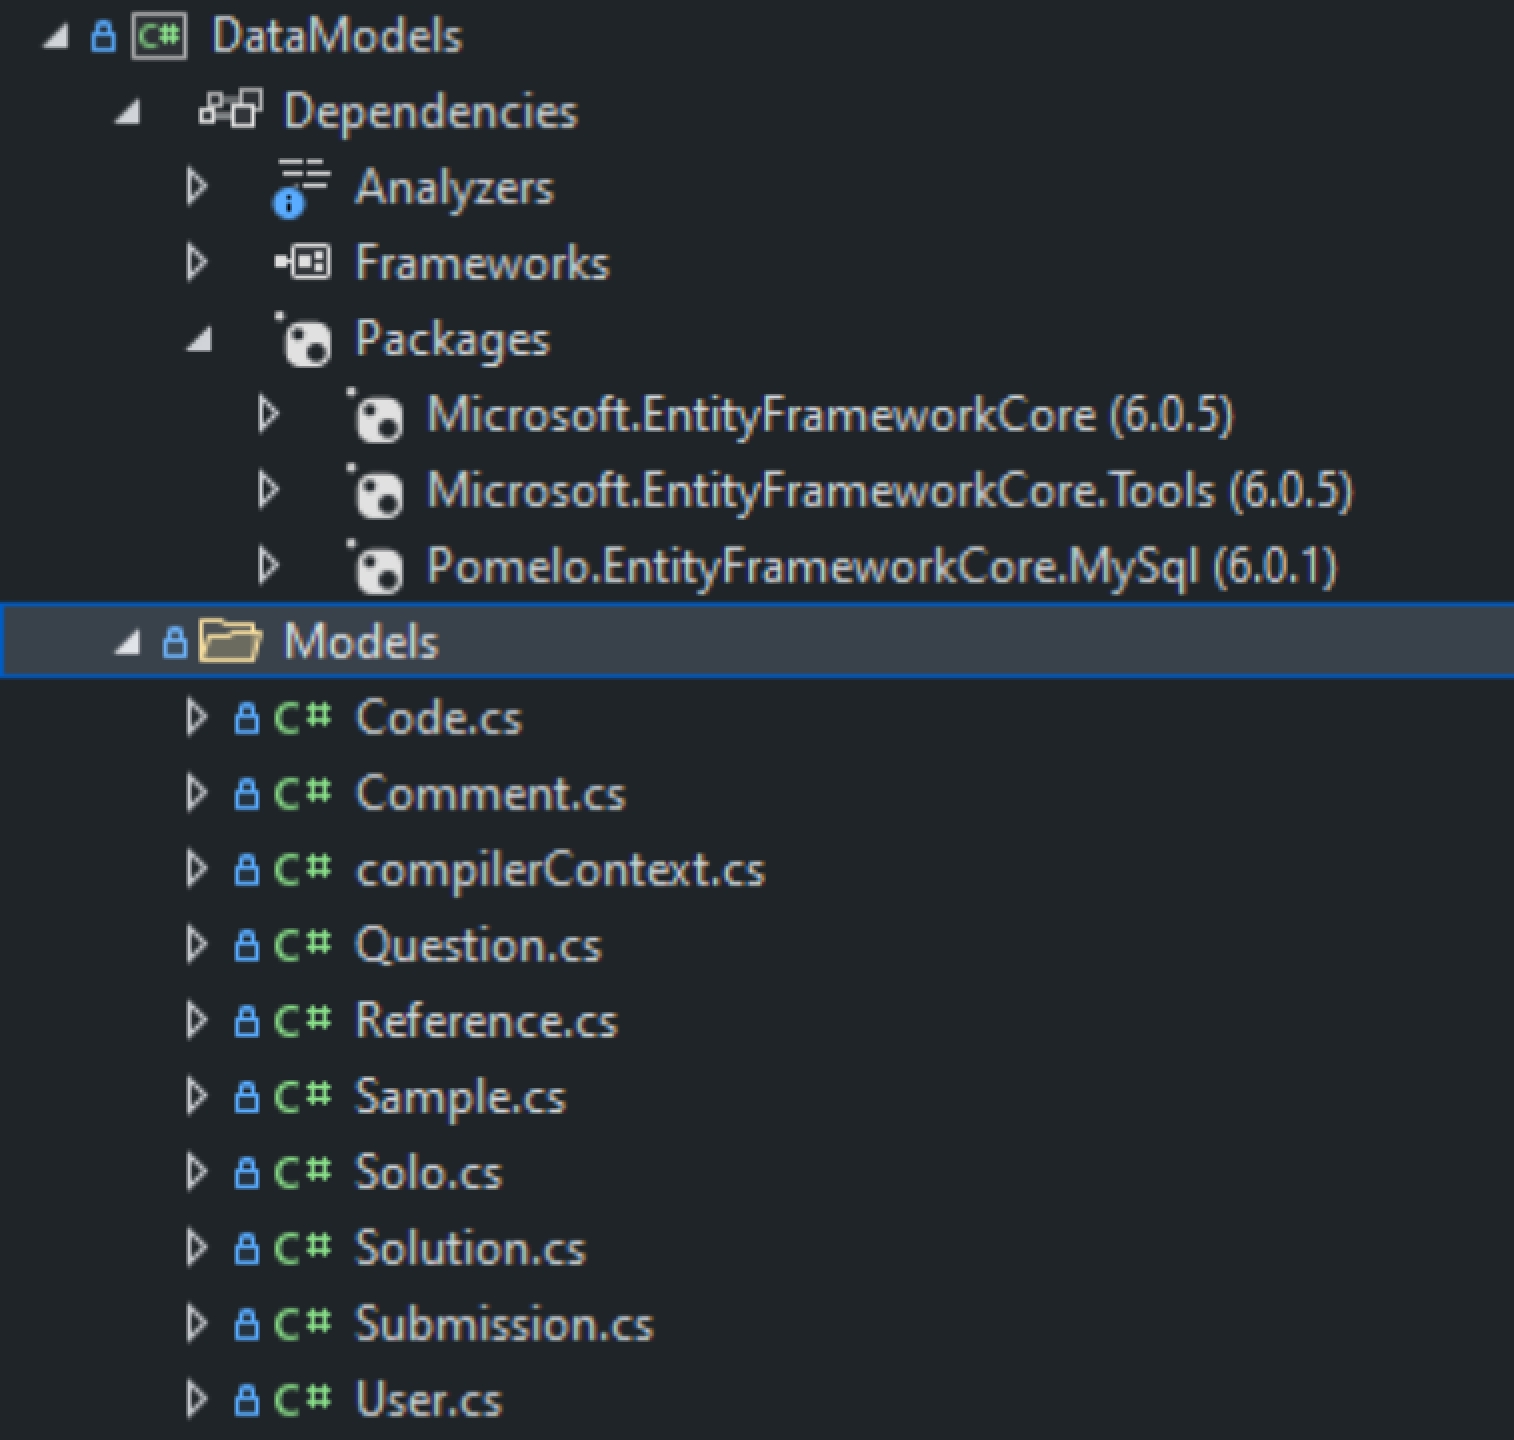 C# DataModels
Dependencies
Analyzers
Frameworks
Packages
Microsoft.EntityFrameworkCore (6.0.5)
Microsoft.EntityFrameworkCore.Tools (6.0.5)
Pomelo.EntityFrameworkCore.MySql (6.0.1)
Models
C# Code.cs
C# Comment.cs
C# compilerContext.cs
C# Question.cs
C# Reference.cs
C# Sample.cs
C# Solo.cs
C# Solution.cs
C# Submission.cs
C# User.cs